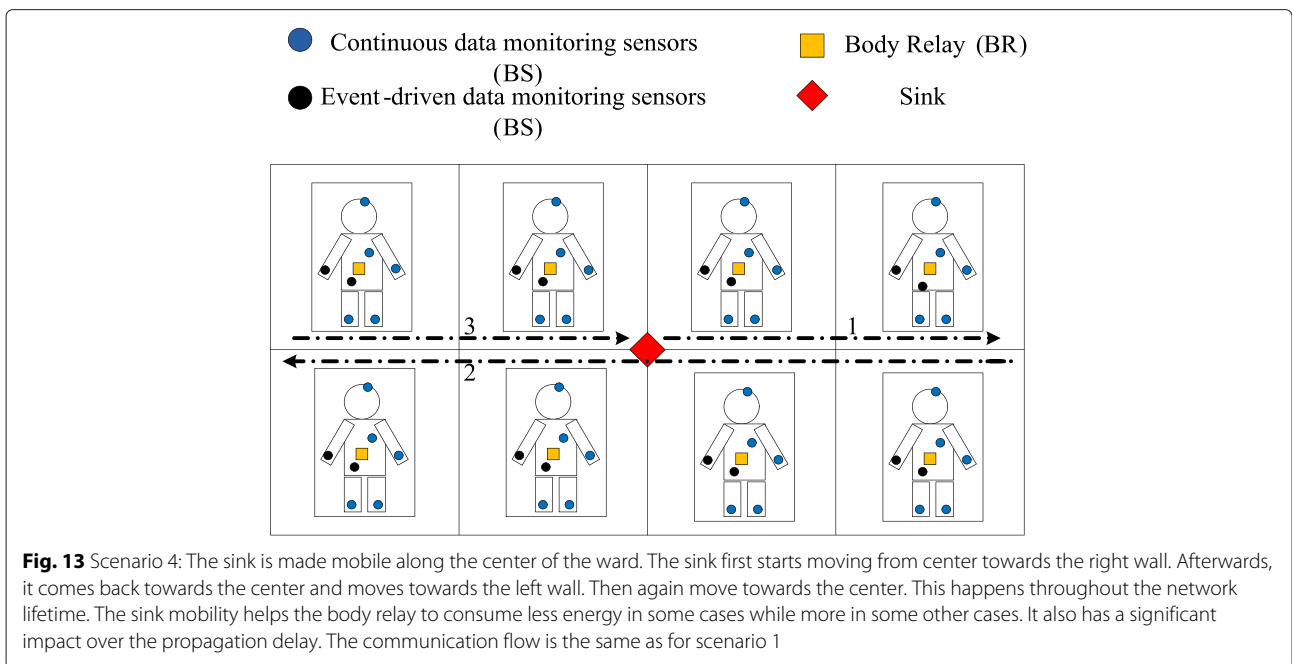 Continuous data monitoring sensors
(BS)
Body Relay (BR)
Event-driven data monitoring sensors
(BS)
Sink
3
1
2
Fig. 13 Scenario 4: The sink is made mobile along the center of the ward. The sink first starts moving from center towards the right wall. Afterwards,
it comes back towards the center and moves towards the left wall. Then again move towards the center. This happens throughout the network
lifetime. The sink mobility helps the body relay to consume less energy in some cases while more in some other cases. It also has a significant
impact over the propagation delay. The communication flow is the same as for scenario 1